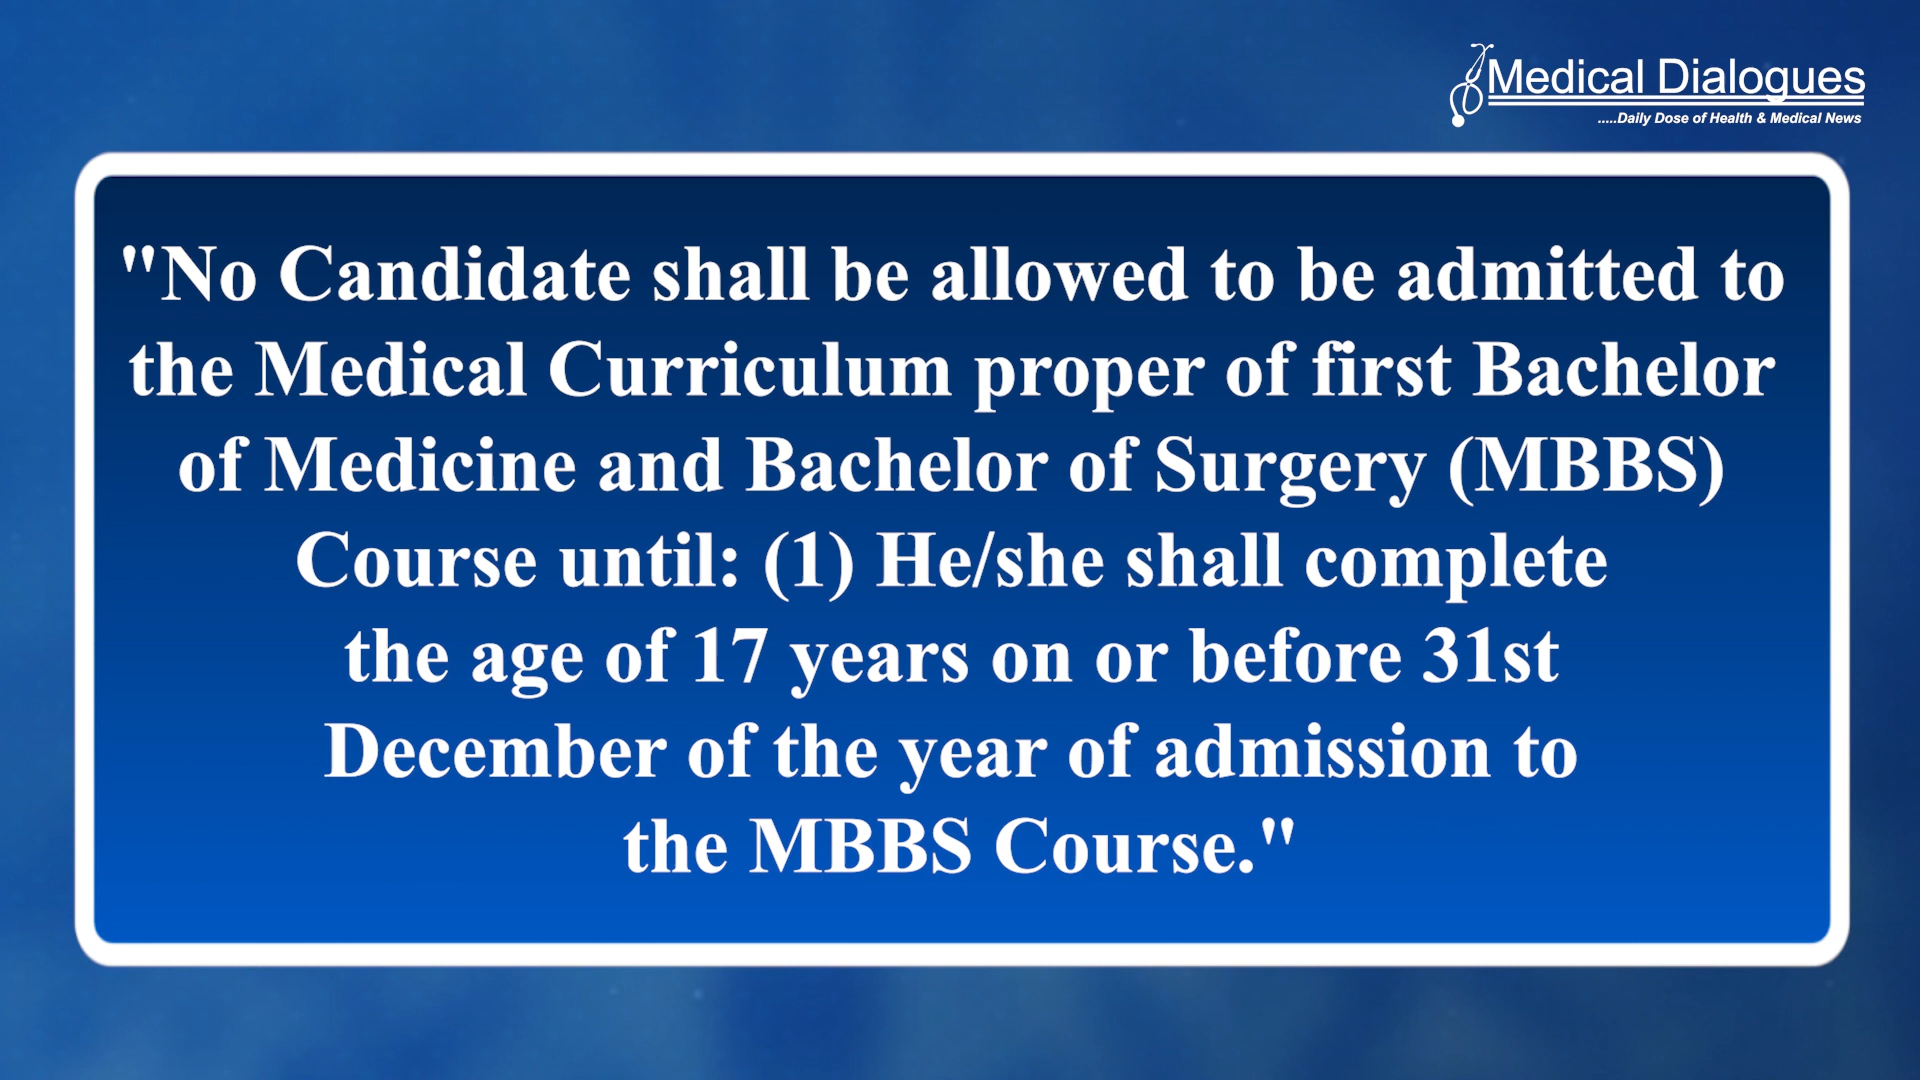 Medical Dialogues
.....Daily Dose of Health & Medical News
"No Candidate shall be allowed to be admitted to
the Medical Curriculum proper of first Bachelor
of Medicine and Bachelor of Surgery (MBBS)
Course until: (1) He/she shall complete
the age of 17 years on or before 31st
December of the year of admission to
the MBBS Course."